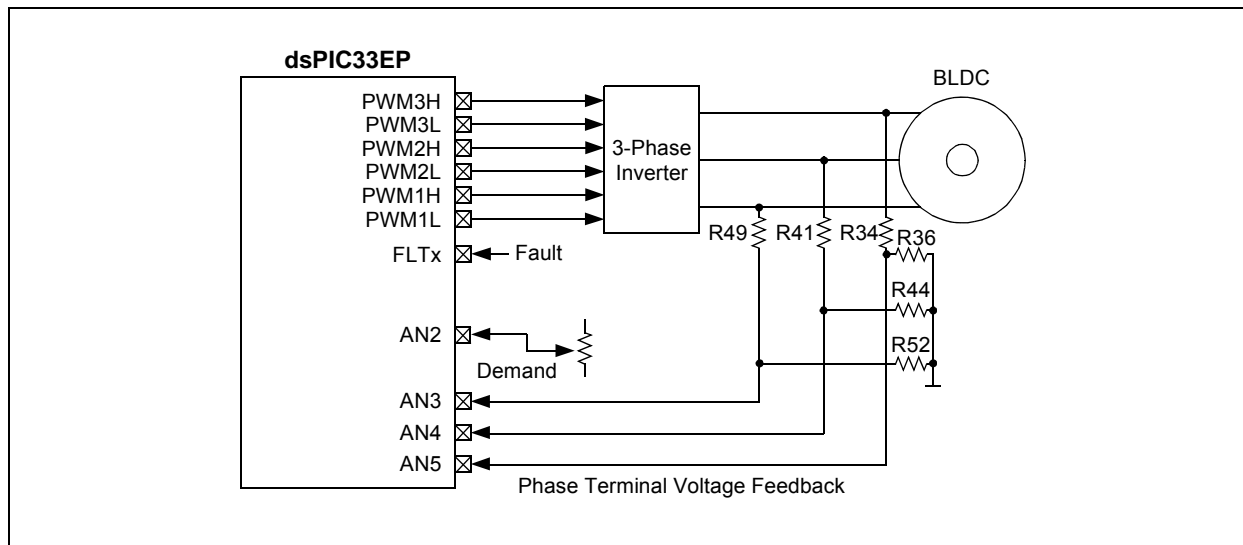 dsPIC33EP
BLDC
PWM3H
PWM3L
PWM2H
PWM2L
PWM1H
PWM1L
3-Phase
Inverter
R49
R41
R34
R36
FLTx
Fault
R44
AN2
Demand
R52
AN3
AN4
AN5
Phase Terminal Voltage Feedback